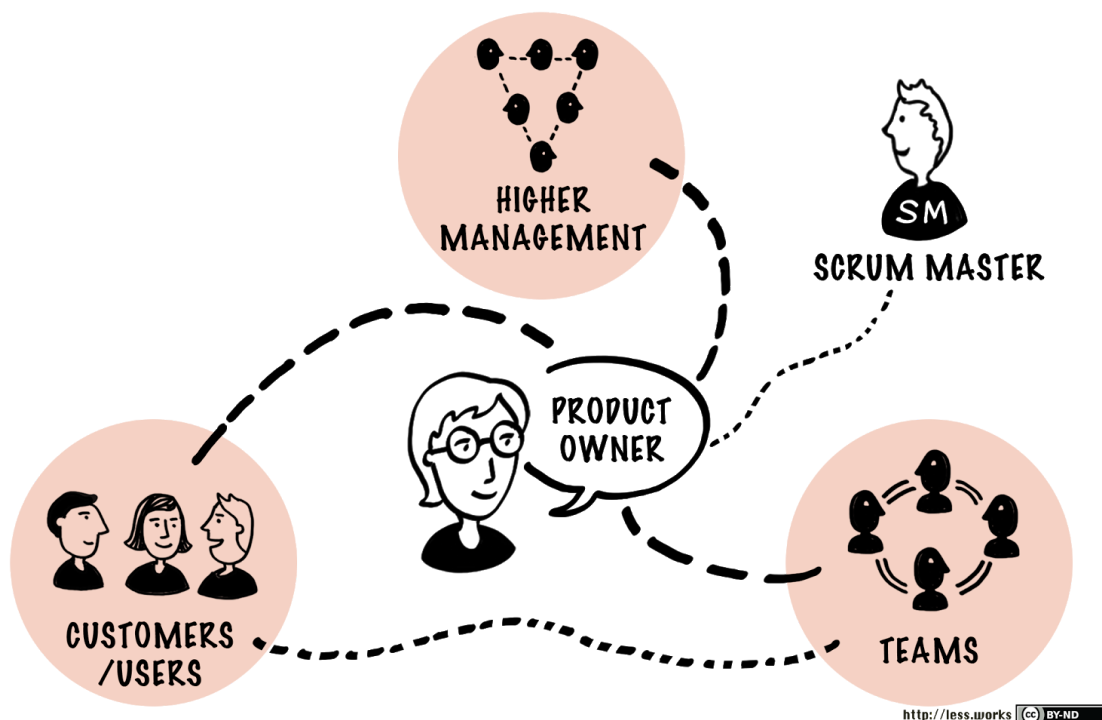 HIGHER
MANAGEMENT
SM
SCRUM MASTER
PRODUCT
OWNER
CUSTOMERS
/USERS
TEAMS
http://less.works cc BY-ND